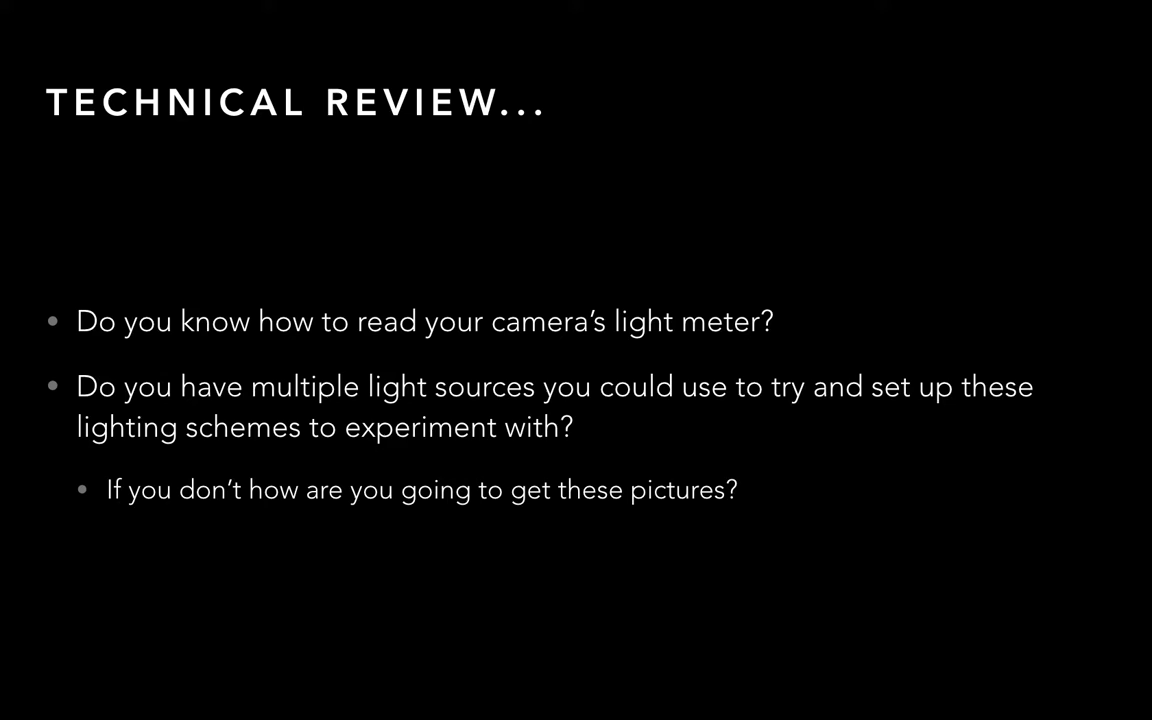 TECHNICAL REVIEW...
• Do you know how to read your camera’s light meter?
• Do you have multiple light sources you could use to try and set up these
lighting schemes to experiment with?
• If you don’t how are you going to get these pictures?